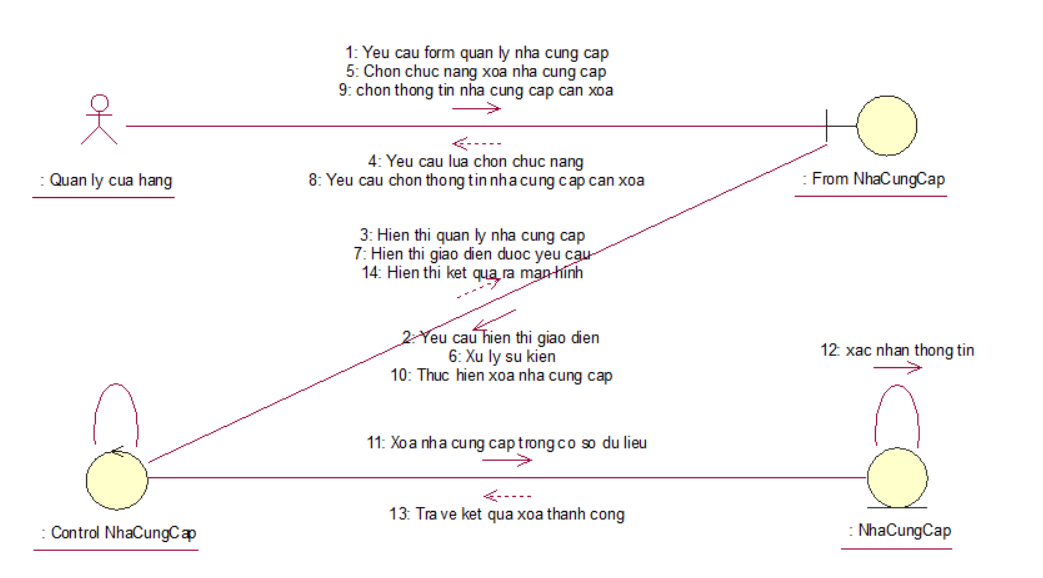 1: Yeu cau form quan ly nha cung cap
5: Chon chuc nang xoa nha cung cap
9: chon thong tin nha cung cap can xoa
4: Yeu cau lua chon chuc nang
8: Yeu cau chon thong tin nha cung cap can xoa
: Quan ly cua hang
: From NhaCungCap
3: Hien thi quan ly nha cung cap
7: Hien thi giao dien duoc yeu cau
14: Hien thi ket qua ra man hinh
2: Yeu cau hien thi giao dien
6: Xu ly su kien
10: Thuc hien xoa nha cung cap
12: xac nhan thong tin
11: Xoa nha cung cap trong co so du lieu
13: Tra ve ket qua xoa thanh cong
: Control NhaCungCap
: NhaCungCap